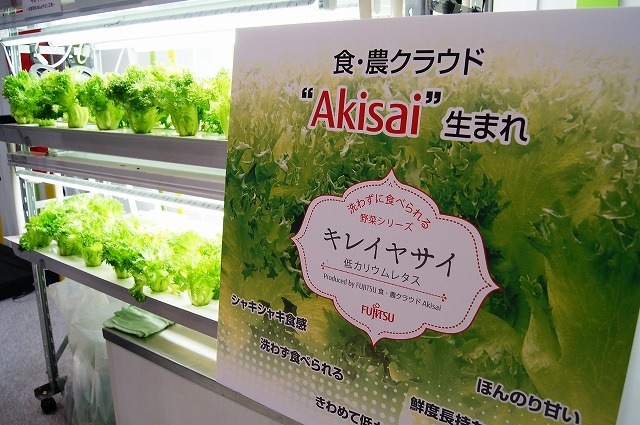 食・農クラウド
“Akisai”生まれ
洗わずに食べられる
野菜シリーズ
キレイヤサイ
低カリウムレタス
Produced by FUJITSU 食・農クラウド Akisai
FUJITSU
シャキシャキ食感
洗わず食べられる
ほんのり甘い
きわめて低
鮮度長持